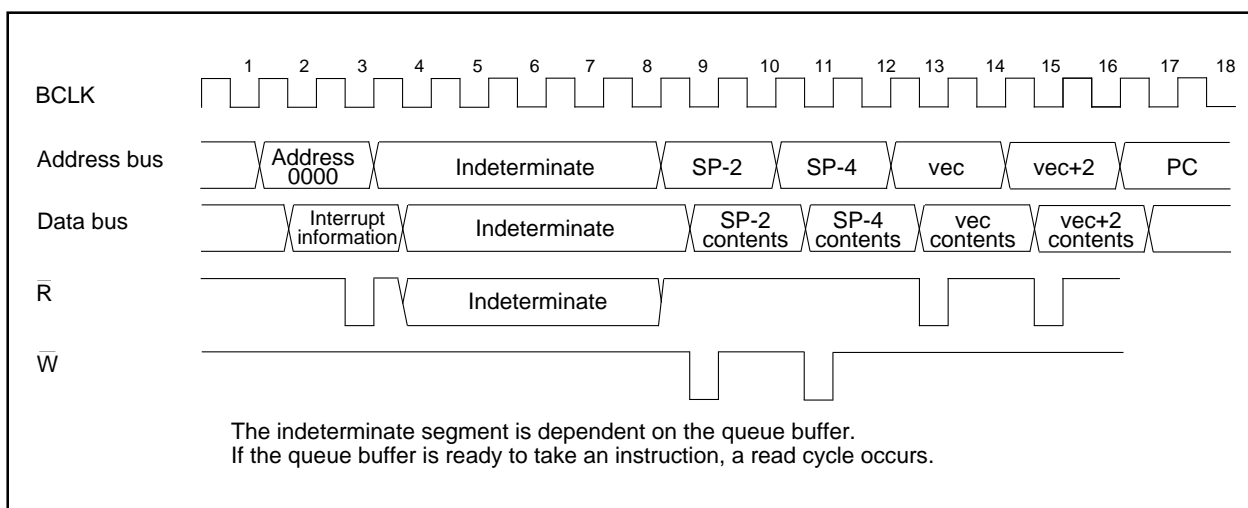 1 2 3 4 5 6 7 8 9 10 11 12 13 14 15 16 17 18
BCLK
Address bus
Address
0000
Indeterminate
SP-2
SP-4
vec
vec+2
PC
Data bus
Interrupt
information
Indeterminate
SP-2
contents
SP-4
contents
vec
contents
vec+2
contents
R
Indeterminate
W
The indeterminate segment is dependent on the queue buffer.
If the queue buffer is ready to take an instruction, a read cycle occurs.